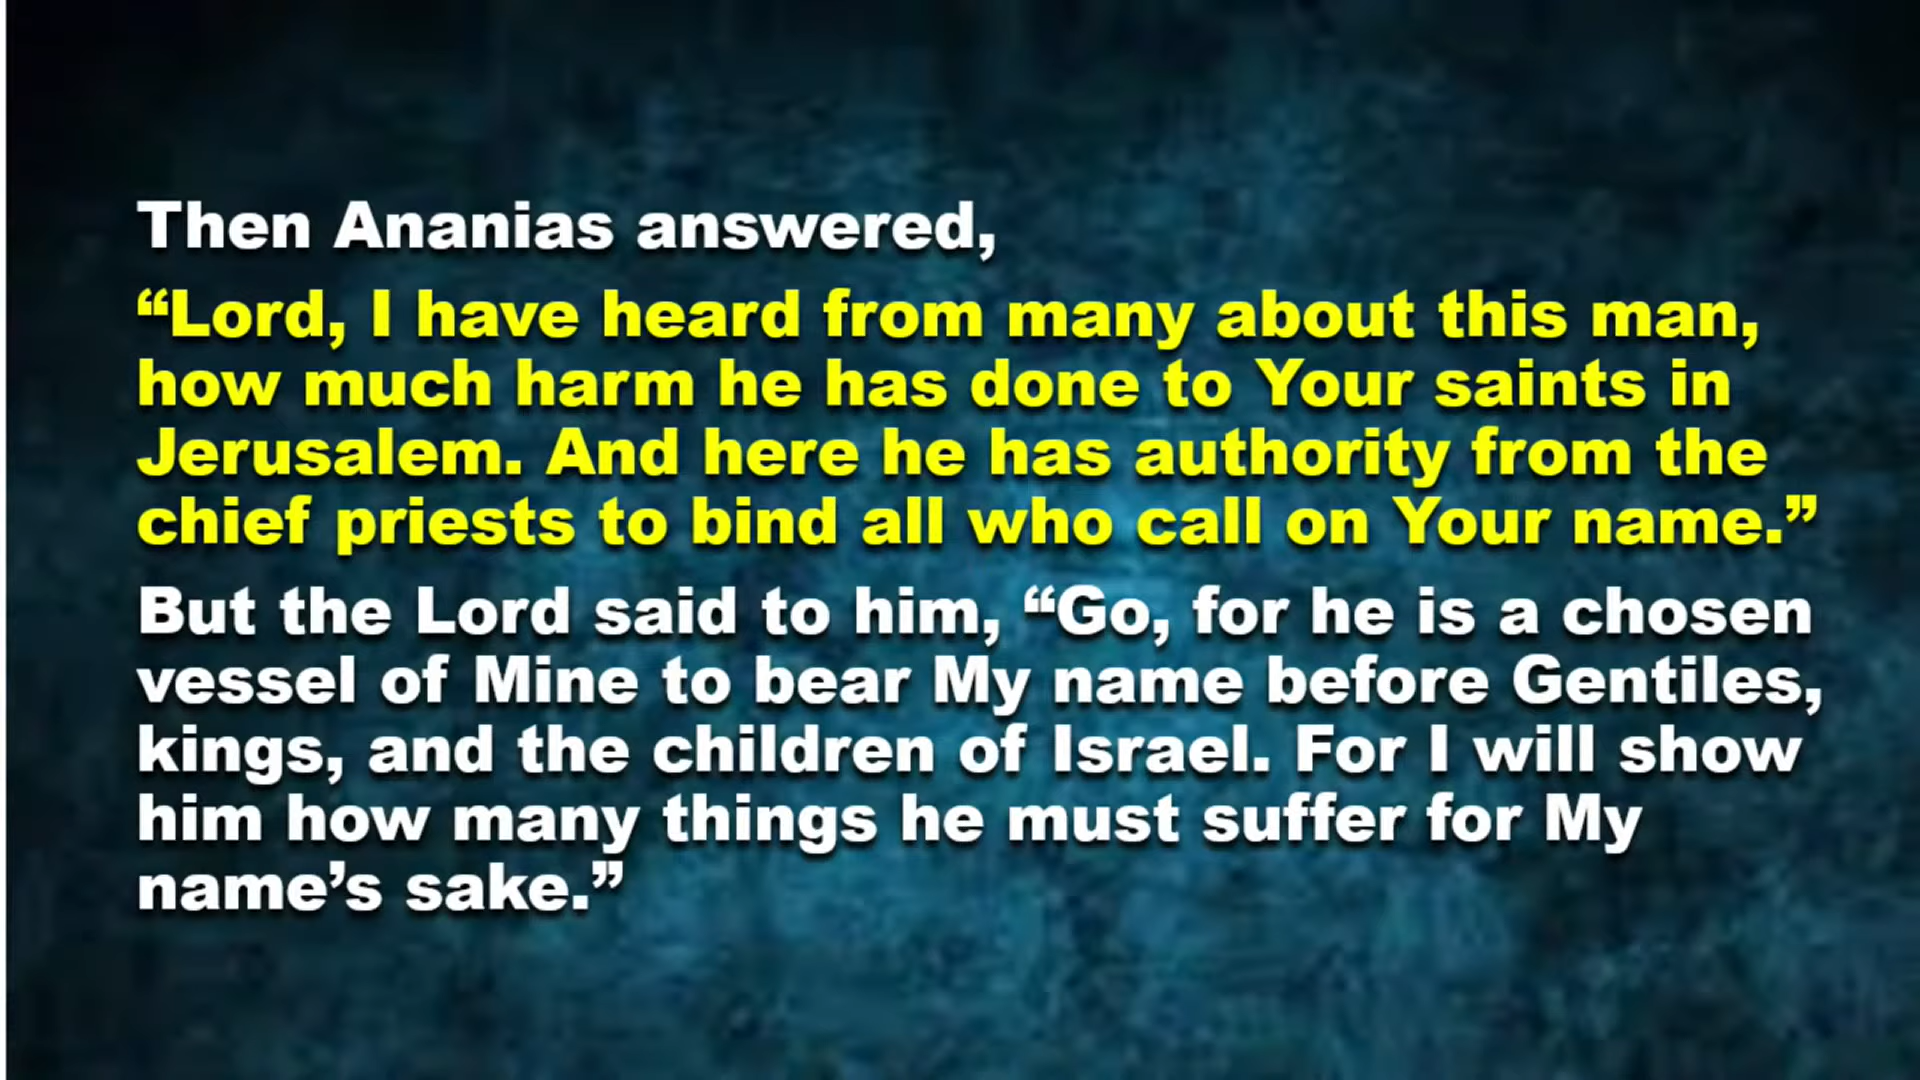 Then Ananias answered,
“Lord, I have heard from many about this man,
how much harm he has done to Your saints in
Jerusalem. And here he has authority from the
chief priests to bind all who call on Your name.”
But the Lord said to him, “Go, for he is a chosen
vessel of Mine to bear My name before Gentiles,
kings, and the children of Israel. For I will show
him how many things he must suffer for My
name’s sake.”